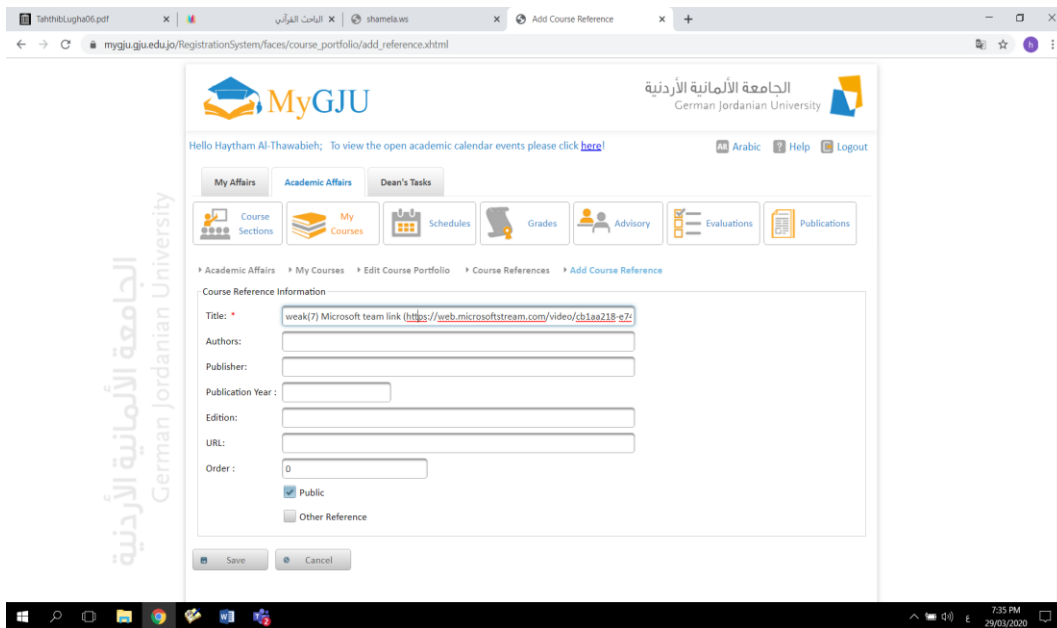 TahthibLugha06.pdf
الباحث القرآني
shamela.ws
Add Course Reference
mygju.gju.edu.jo/RegistrationSystem/faces/course_portfolio/add_reference.xhtml
h
MyGJU
الجامعة الألمانية الأردنية
German Jordanian University
Hello Haytham Al-Thawabieh; To view the open academic calendar events please click here!
AR Arabic ? Help Logout
My Affairs Academic Affairs Dean's Tasks
Course Sections
My Courses
Schedules
Grades
Advisory
Evaluations
Publications
Academic Affairs My Courses Edit Course Portfolio Course References Add Course Reference
Course Reference Information
Title: * weak(7) Microsoft team link (https://web.microsoftstream.com/video/cb1aa218-e74
Authors:
Publisher:
Publication Year :
Edition:
URL:
Order : 0
Public
Other Reference
Save Cancel
الجامعة الألمانية الأردنية
German Jordanian University
ع 7:35 PM
29/03/2020